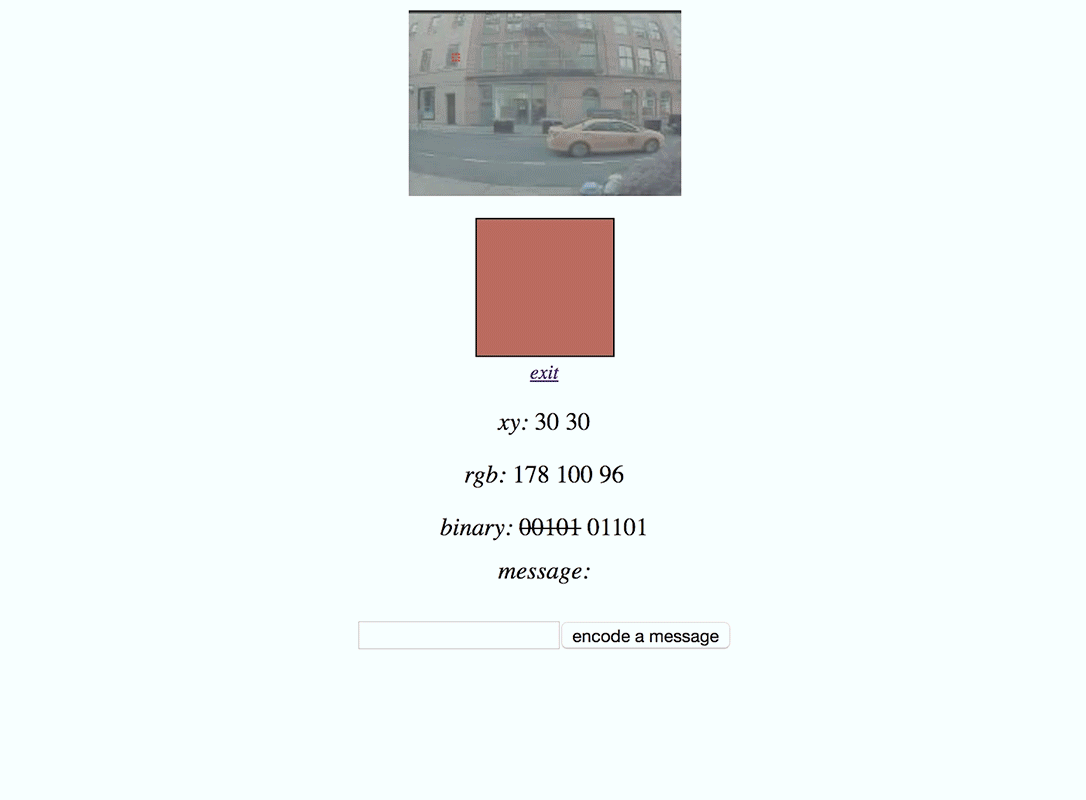 exit
xy: 30 30
rgb: 178 100 96
binary: 00101 01101
message:
encode a message